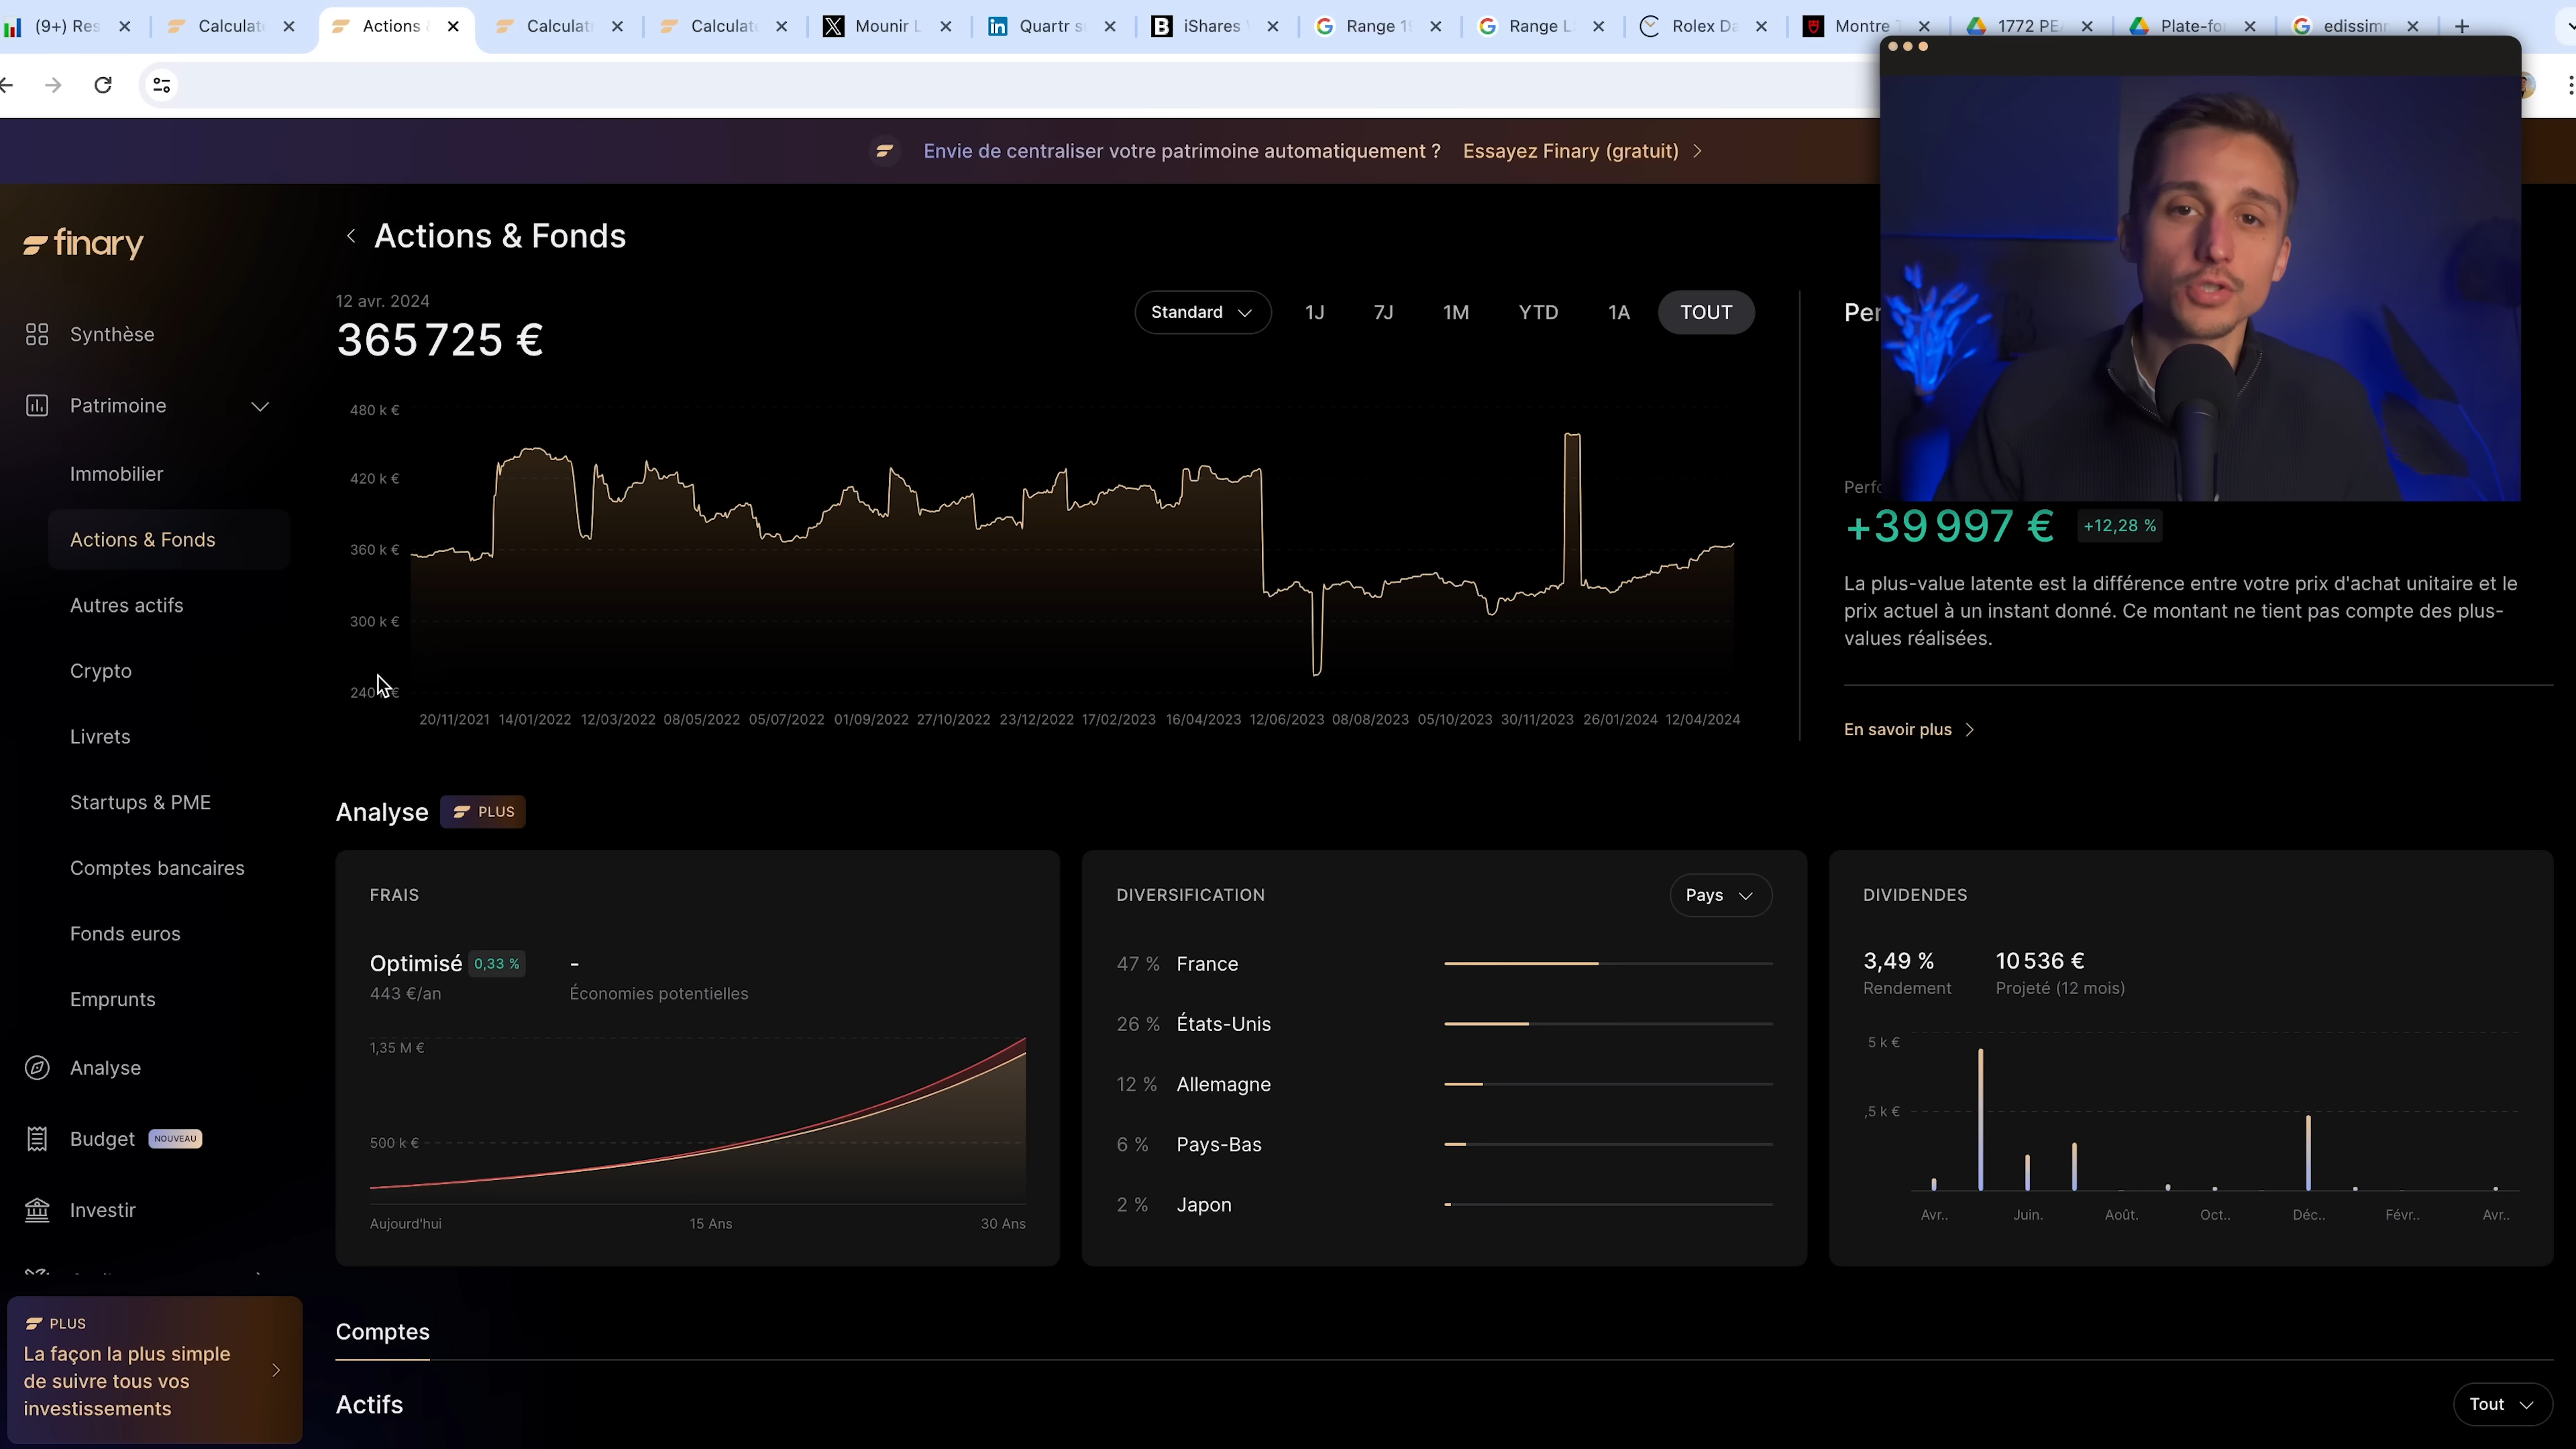 (9+) Res
Calculat
Actions &
Calculat
Calculat
Mounir L
Quartr s
iShares
Range 1
Range L
Rolex Da
Montre
1772 PE
Plate-fo
edissim
Envie de centraliser votre patrimoine automatiquement ? Essayez Finary (gratuit)
finary
Synthèse
Patrimoine
Immobilier
Actions & Fonds
Autres actifs
Crypto
Livrets
Startups & PME
Comptes bancaires
Fonds euros
Emprunts
Analyse
Budget NOUVEAU
Investir
PLUS
La façon la plus simple
de suivre tous vos
investissements
Actions & Fonds
12 avr. 2024
365 725 €
Standard 1J 7J 1M YTD 1A TOUT
480 k €
420 k €
360 k €
300 k €
240 €
20/11/2021 14/01/2022 12/03/2022 08/05/2022 05/07/2022 01/09/2022 27/10/2022 23/12/2022 17/02/2023 16/04/2023 12/06/2023 08/08/2023 05/10/2023 30/11/2023 26/01/2024 12/04/2024
Per
Perfo
+39 997 € +12,28 %
La plus-value latente est la différence entre votre prix d'achat unitaire et le
prix actuel à un instant donné. Ce montant ne tient pas compte des plus-
values réalisées.
En savoir plus
Analyse PLUS
FRAIS
Optimisé 0,33 % -
443 €/an Économies potentielles
1,35 M €
500 k €
Aujourd'hui 15 Ans 30 Ans
DIVERSIFICATION Pays
47 % France
26 % États-Unis
12 % Allemagne
6 % Pays-Bas
2 % Japon
DIVIDENDES
3,49 % 10 536 €
Rendement Projeté (12 mois)
5 k €
,5 k €
Avr.. Juin. Août. Oct.. Déc.. Févr.. Avr..
Comptes
Actifs
Tout